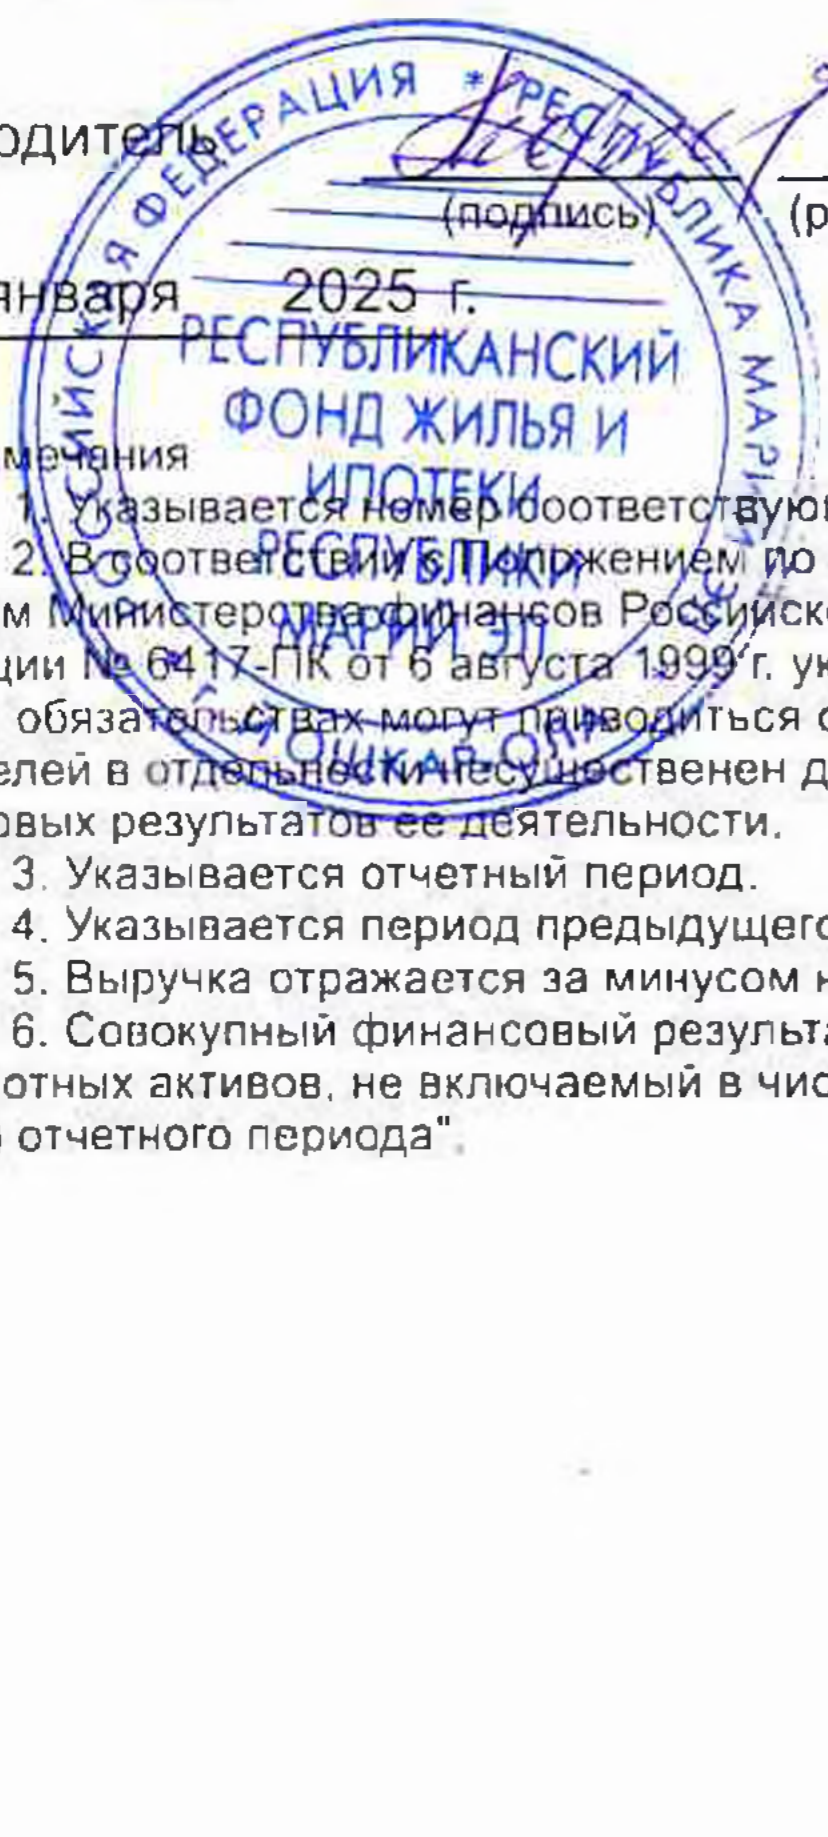 РОССИЙСКАЯ ФЕДЕРАЦИЯ * РЕСПУБЛИКА МАРИЙ ЭЛ
одитель
(подпись)
(р
января 2025 г.
РЕСПУБЛИКАНСКИЙ
ФОНД ЖИЛЬЯ И
ИПОТЕКИ
РЕСПУБЛИКИ
МАРИЙ ЭЛ
г. ЙОШКАР-ОЛА
мечания
1. Указывается номер соответствующ
2. В соответствии с Положением по
м Министерства финансов Российско
ции № 6417-ПК от 6 августа 1999 г. ук
обязательствах могут приводиться о
елей в отдельности несущественен д
овых результатов ее деятельности.
3. Указывается отчетный период.
4. Указывается период предыдущего
5. Выручка отражается за минусом н
6. Совокупный финансовый результа
отных активов, не включаемый в чис
отчетного периода".